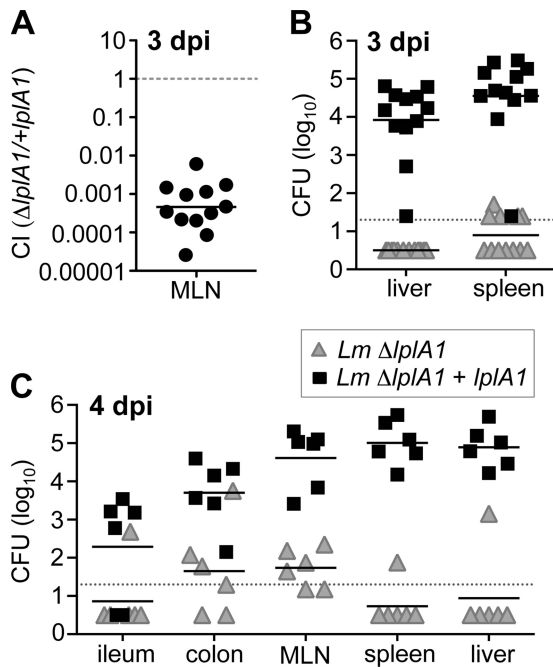 A
3 dpi
CI (ΔlplA1/+lplA1)
10
1
0.1
0.01
0.001
0.0001
0.00001
MLN
B
3 dpi
CFU (log10)
6
5
4
3
2
1
0
liver spleen
Lm ΔlplA1
Lm ΔlplA1 + lplA1
C
4 dpi
CFU (log10)
6
5
4
3
2
1
0
ileum colon MLN spleen liver